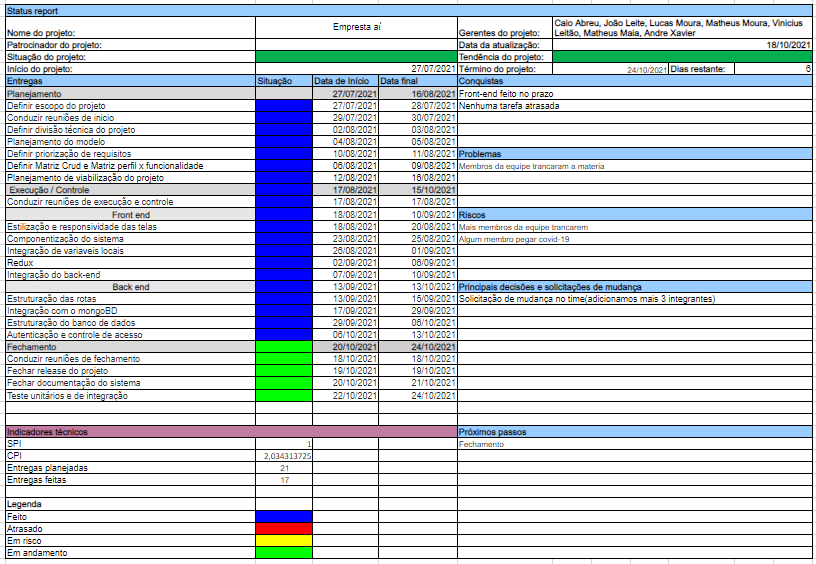 Status report
Nome do projeto: Empresta aí Gerentes do projeto: Caio Abreu, João Leite, Lucas Moura, Matheus Moura, Vinicius
Leitão, Matheus Maia, Andre Xavier
Patrocinador do projeto: Data da atualização: 18/10/2021
Situação do projeto: Tendência do projeto:
Início do projeto: 27/07/2021 Término do projeto: 24/10/2021 Dias restante: 6
Entregas Situação Data de Início Data final Conquistas
Planejamento 27/07/2021 16/08/2021 Front-end feito no prazo
Definir escopo do projeto 27/07/2021 28/07/2021 Nenhuma tarefa atrasada
Conduzir reuniões de inicio 29/07/2021 30/07/2021
Definir divisão técnica do projeto 02/08/2021 03/08/2021
Planejamento do modelo 04/08/2021 05/08/2021
Definir priorização de requisitos 10/08/2021 11/08/2021 Problemas
Definir Matriz Crud e Matriz perfil x funcionalidade 06/08/2021 09/08/2021 Membros da equipe trancaram a materia
Planejamento de viabilização do projeto 12/08/2021 16/08/2021
Execução / Controle 17/08/2021 15/10/2021
Conduzir reuniões de execução e controle 17/08/2021 17/08/2021
Front end 18/08/2021 10/09/2021 Riscos
Estilização e responsividade das telas 18/08/2021 20/08/2021 Mais membros da equipe trancarem
Componentização do sistema 23/08/2021 25/08/2021 Algum membro pegar covid-19
Integração de variaveis locais 26/08/2021 01/09/2021
Redux 02/09/2021 06/09/2021
Integração do back-end 07/09/2021 10/09/2021
Back end 13/09/2021 13/10/2021 Principais decisões e solicitações de mudança
Estruturação das rotas 13/09/2021 15/09/2021 Solicitação de mudança no time(adicionamos mais 3 integrantes)
Integração com o mongoBD 17/09/2021 29/09/2021
Estruturação do banco de dados 29/09/2021 06/10/2021
Autenticação e controle de acesso 06/10/2021 13/10/2021
Fechamento 20/10/2021 24/10/2021
Conduzir reuniões de fechamento 18/10/2021 18/10/2021
Fechar release do projeto 19/10/2021 19/10/2021
Fechar documentação do sistema 20/10/2021 21/10/2021
Teste unitários e de integração 22/10/2021 24/10/2021
Indicadores técnicos Próximos passos
SPI 1 Fechamento
CPI 2,034313725
Entregas planejadas 21
Entregas feitas 17
Legenda
Feito
Atrasado
Em risco
Em andamento